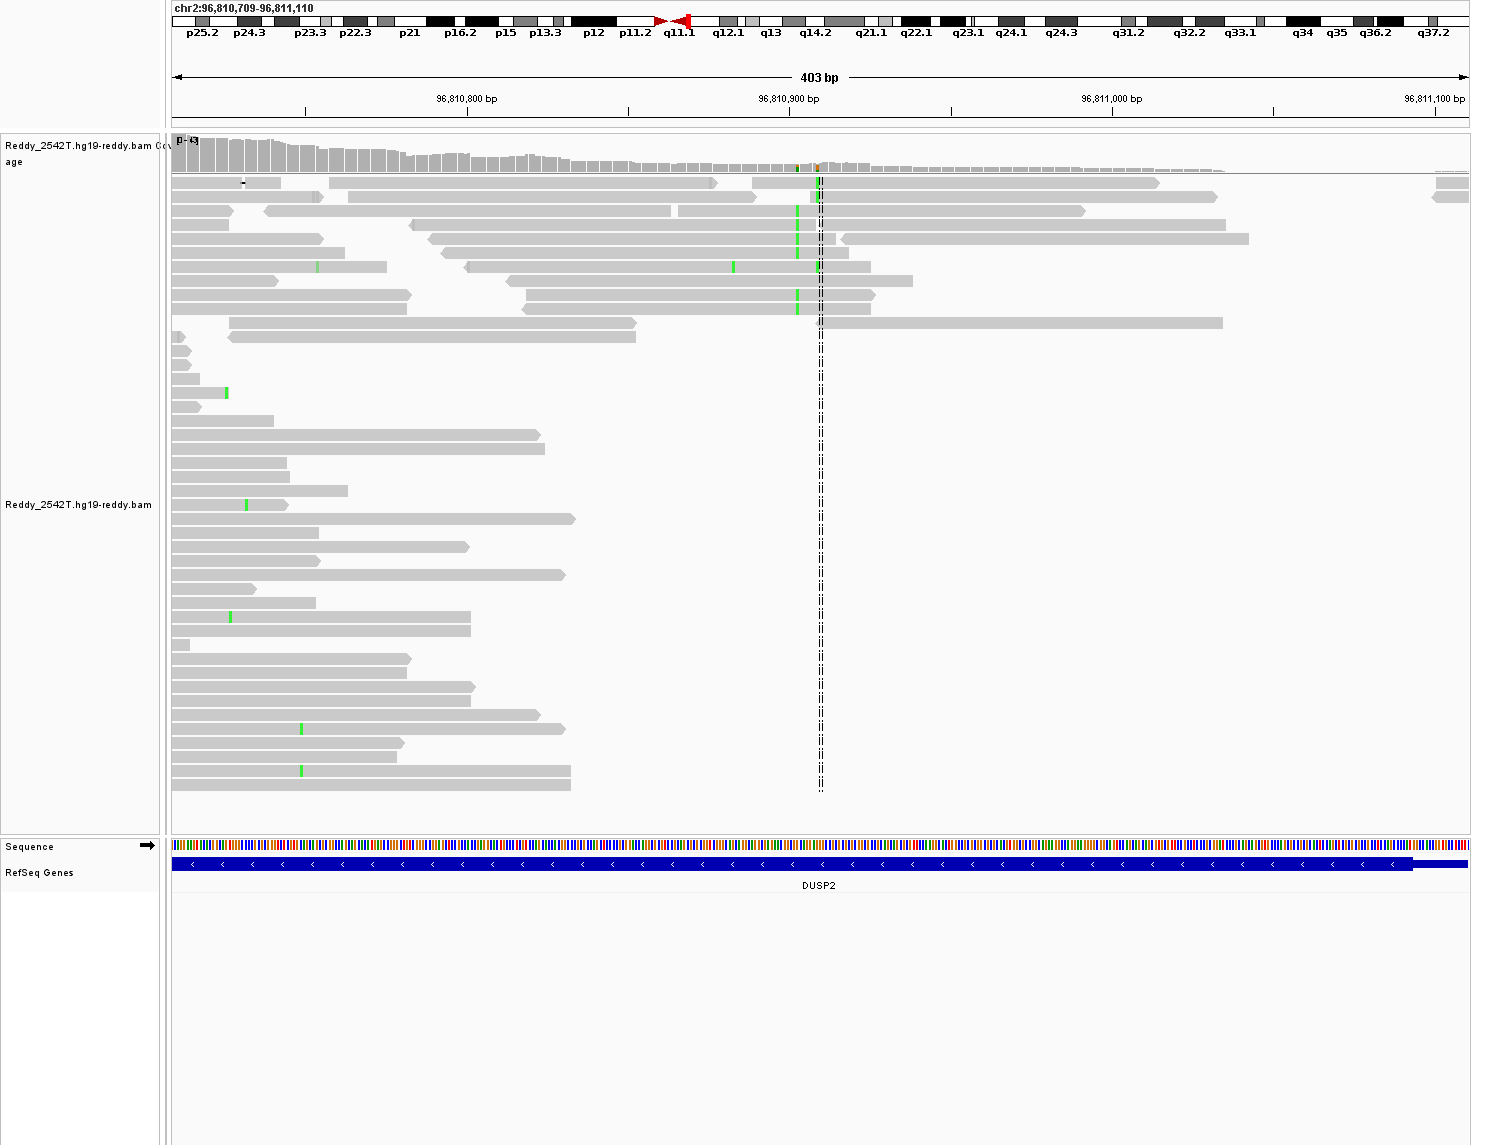 chr2:96,810,709-96,811,110
p25.2 p24.3 p23.3 p22.3 p21 p16.2 p15 p13.3 p12 p11.2 q11.1 q12.1 q13 q14.2 q21.1 q22.1 q23.1 q24.1 q24.3 q31.2 q32.2 q33.1 q34 q35 q36.2 q37.2
403 bp
96,810,800 bp 96,810,900 bp 96,811,000 bp 96,811,100 bp
Reddy_2542T.hg19-reddy.bam Cov
age
Reddy_2542T.hg19-reddy.bam
Sequence
RefSeq Genes
DUSP2